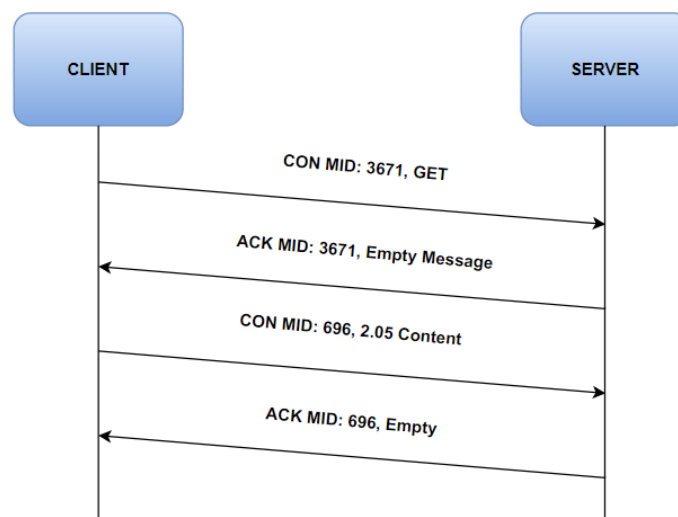 CLIENT
SERVER
CON MID: 3671, GET
ACK MID: 3671, Empty Message
CON MID: 696, 2.05 Content
ACK MID: 696, Empty